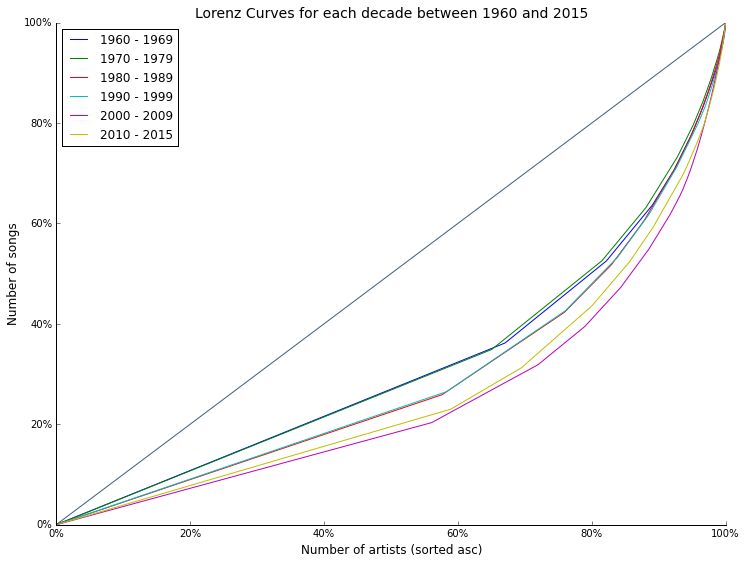 Lorenz Curves for each decade between 1960 and 2015
100%
80%
60%
40%
20%
0%
Number of songs
1960 - 1969
1970 - 1979
1980 - 1989
1990 - 1999
2000 - 2009
2010 - 2015
0%
20%
40%
60%
80%
100%
Number of artists (sorted asc)